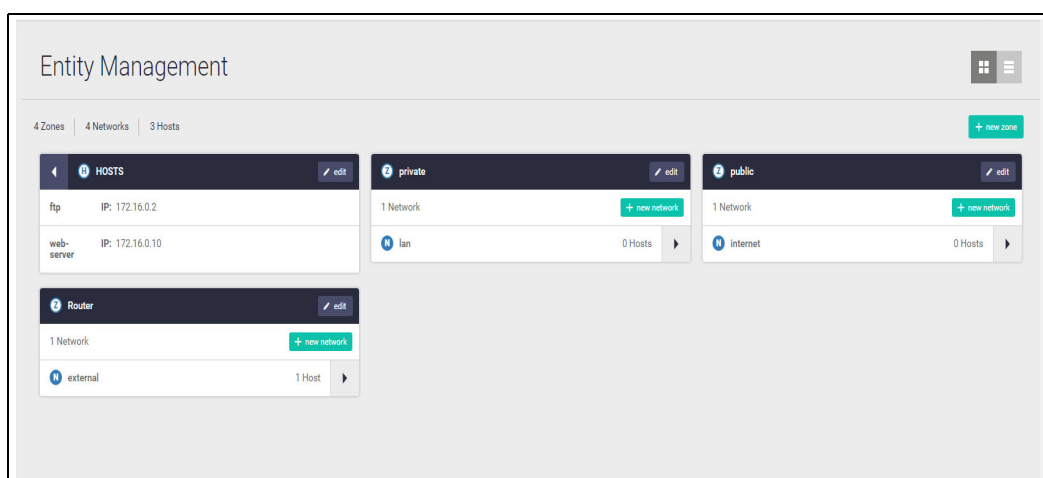 Entity Management
4 Zones 4 Networks 3 Hosts + new zone
H HOSTS edit
ftp IP: 172.16.0.2
web-
server IP: 172.16.0.10
Z private edit
1 Network + new network
N lan 0 Hosts
Z public edit
1 Network + new network
N internet 0 Hosts
Z Router edit
1 Network + new network
N external 1 Host